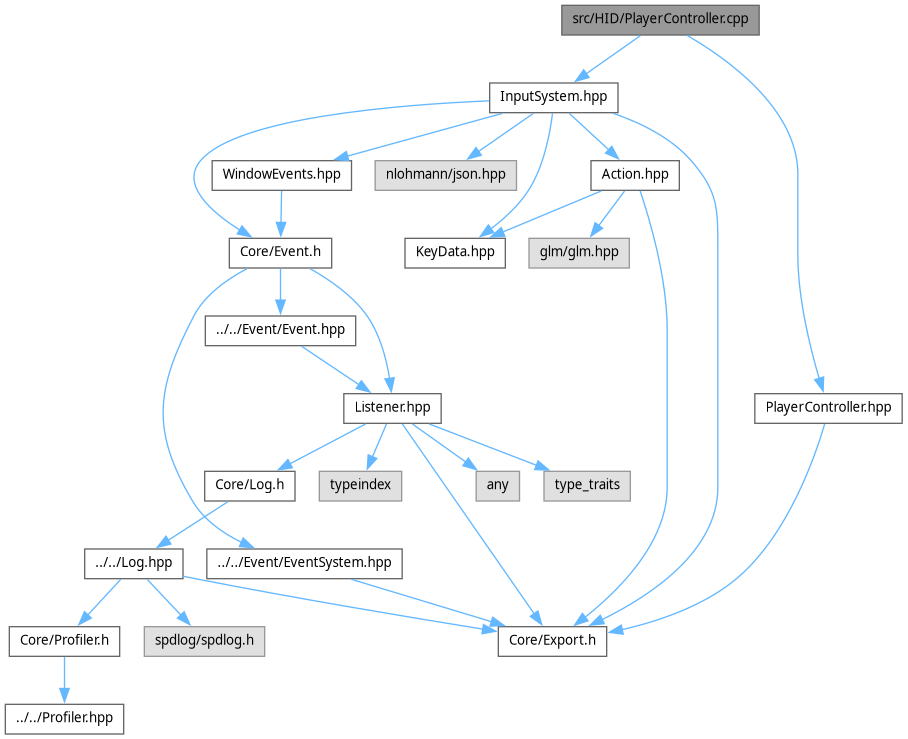 src/HID/PlayerController.cpp
InputSystem.hpp
WindowEvents.hpp
nlohmann/json.hpp
Action.hpp
Core/Event.h
KeyData.hpp
glm/glm.hpp
../../Event/Event.hpp
Listener.hpp
PlayerController.hpp
Core/Log.h
typeindex
any
type_traits
../../Log.hpp
../../Event/EventSystem.hpp
Core/Profiler.h
spdlog/spdlog.h
Core/Export.h
../../Profiler.hpp